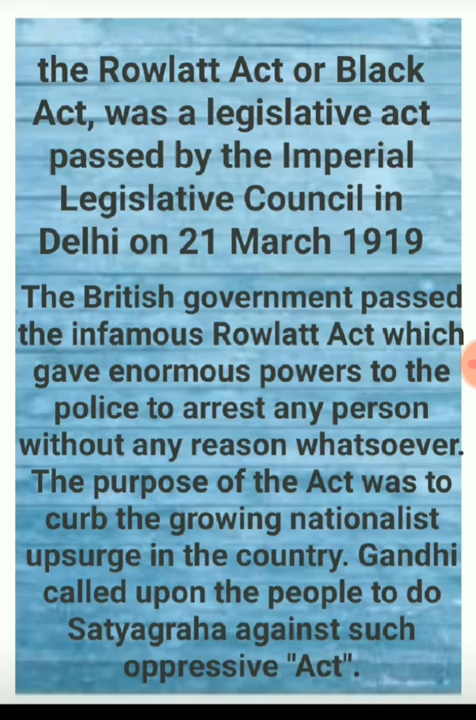 the Rowlatt Act or Black
Act, was a legislative act
passed by the Imperial
Legislative Council in
Delhi on 21 March 1919
The British government passed
the infamous Rowlatt Act which
gave enormous powers to the
police to arrest any person
without any reason whatsoever.
The purpose of the Act was to
curb the growing nationalist
upsurge in the country. Gandhi
called upon the people to do
Satyagraha against such
oppressive "Act".